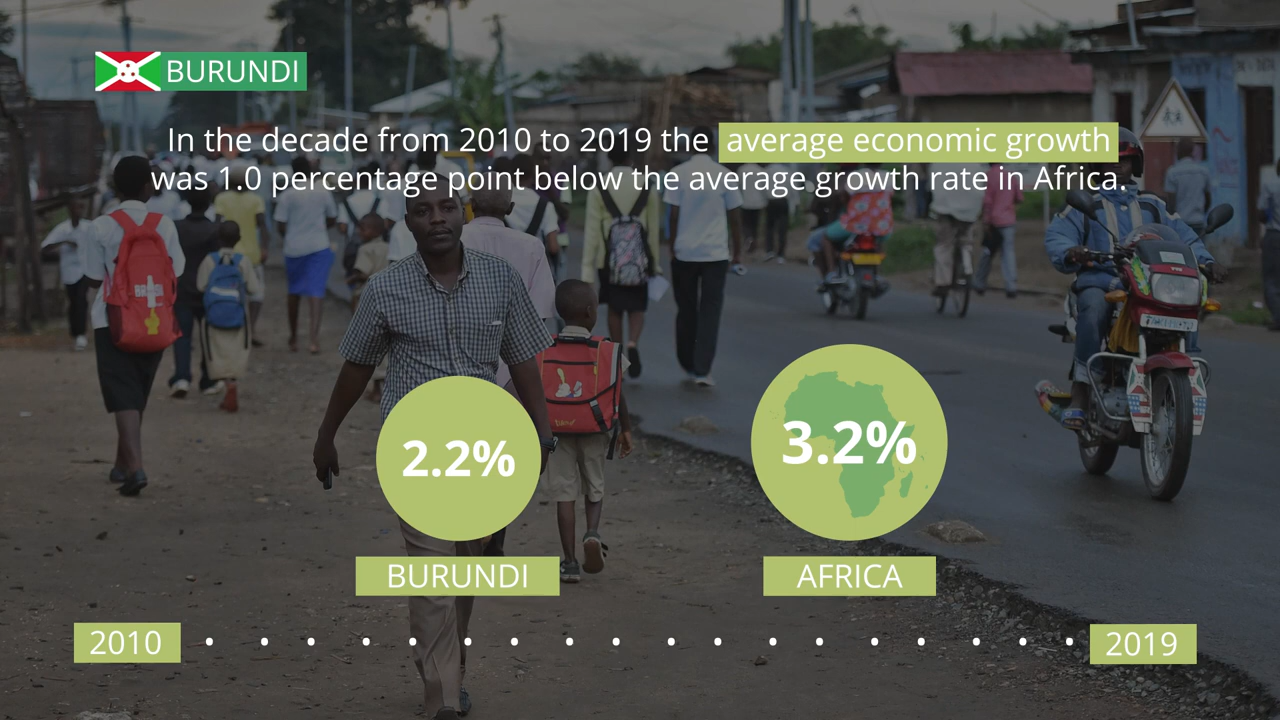 BURUNDI
In the decade from 2010 to 2019 the average economic growth
was 1.0 percentage point below the average growth rate in Africa.
2.2%
3.2%
BURUNDI
AFRICA
2010
2019